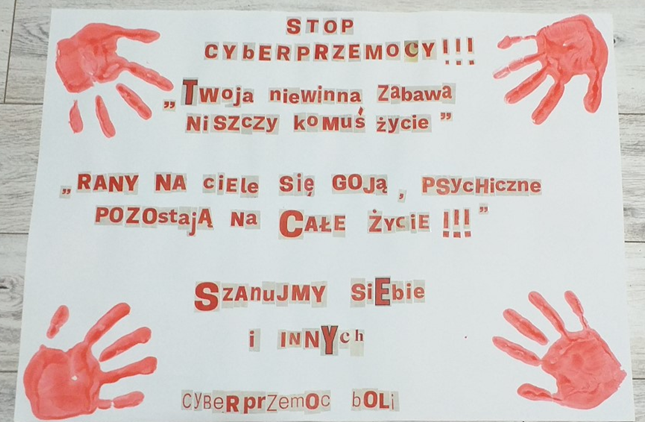 STOP
CYbERPRZEMOCY!!!
„Twoja niewinna Zabawa
NiSZCZY koMuś życie”
„RANY NA ciele Się GOJĄ, PSYcHiczne
POZOstajĄ NA CAŁE ŻYCiE !!!”
SZAnuJMY SiEbie
i INNYch
CYBeRprZemOc bOLi